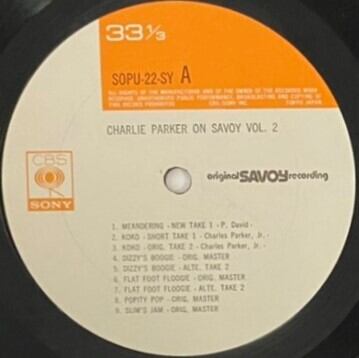 33 1/3
SOPU-22-SY A
ALL RIGHTS OF THE MANUFACTURER AND OF THE OWNER OF THE RECORDED WORK
RESERVED. UNAUTHORIZED PUBLIC PERFORMANCE, BROADCASTING AND COPYING OF
THIS RECORD PROHIBITED CBS/SONY INC. TOKYO JAPAN
CHARLIE PARKER ON SAVOY VOL. 2
CBS
SONY
original SAVOY recording
1. MEANDERING - NEW TAKE 1 - P. David -
2. KOKO - SHORT TAKE 1 - Charles Parker, Jr. -
3. KOKO - ORIG. TAKE 2 - Charles Parker, Jr. -
4. DIZZY'S BOOGIE - ORIG. MASTER
5. DIZZY'S BOOGIE - ALTE. TAKE 2
6. FLAT FOOT FLOOGIE - ORIG. MASTER
7. FLAT FOOT FLOOGIE - ALTE. TAKE 2
8. POPITY POP - ORIG. MASTER
9. SLIM'S JAM - ORIG. MASTER